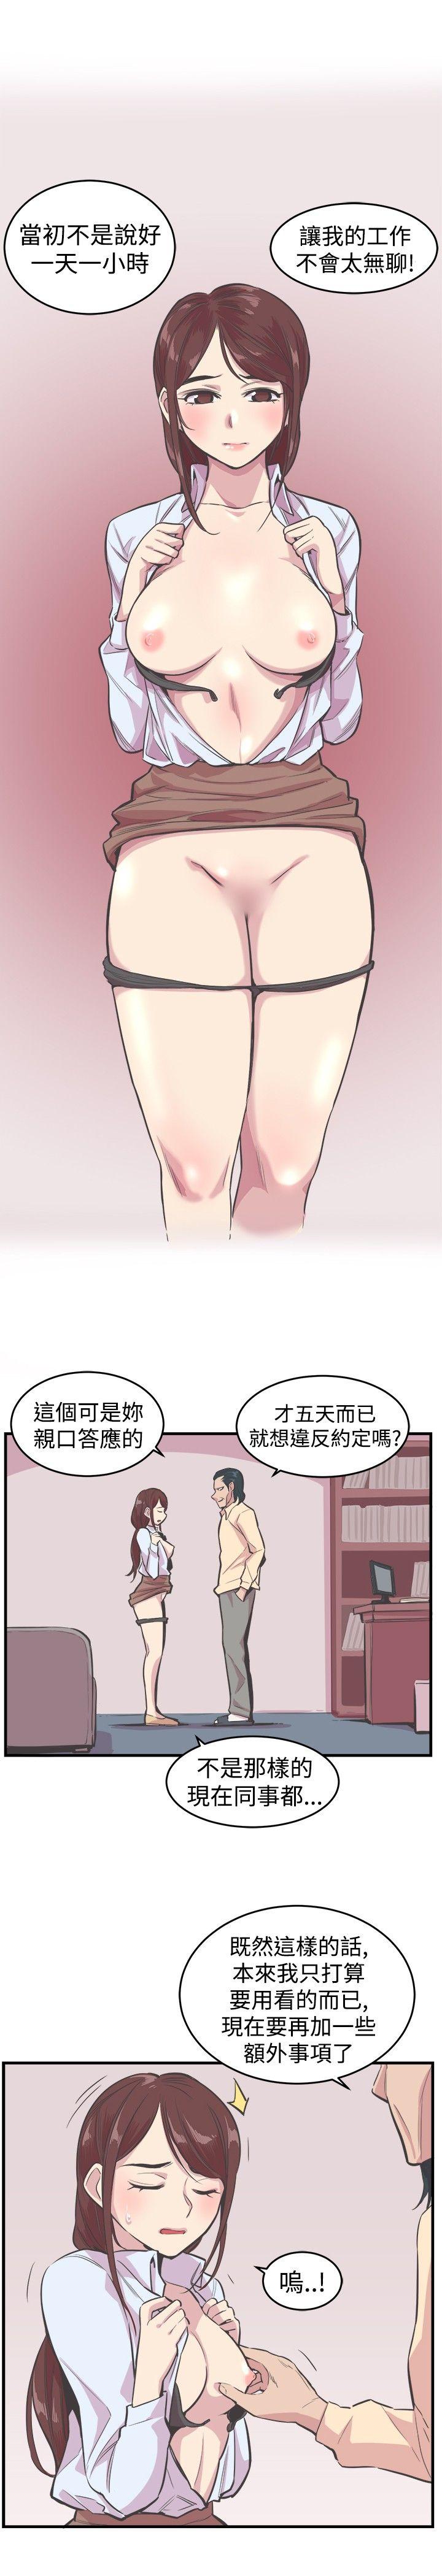 當初不是說好
一天一小時
讓我的工作
不會太無聊!
這個可是妳
親口答應的
才五天而已
就想違反約定嗎?
不是那樣的
現在同事都...
既然這樣的話,
本來我只打算
要用看的而已,
現在要再加一些
額外事項了
嗚..!